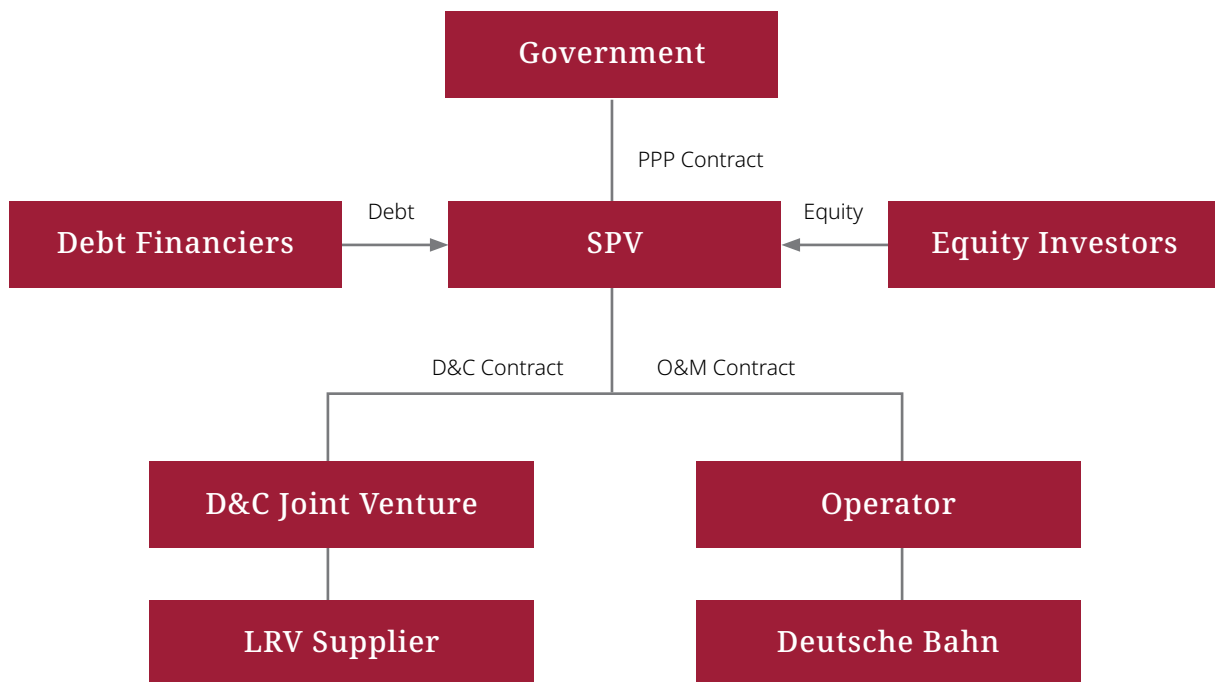 Government
PPP Contract
Debt
Equity
Debt Financiers
SPV
Equity Investors
D&C Contract
O&M Contract
D&C Joint Venture
Operator
LRV Supplier
Deutsche Bahn